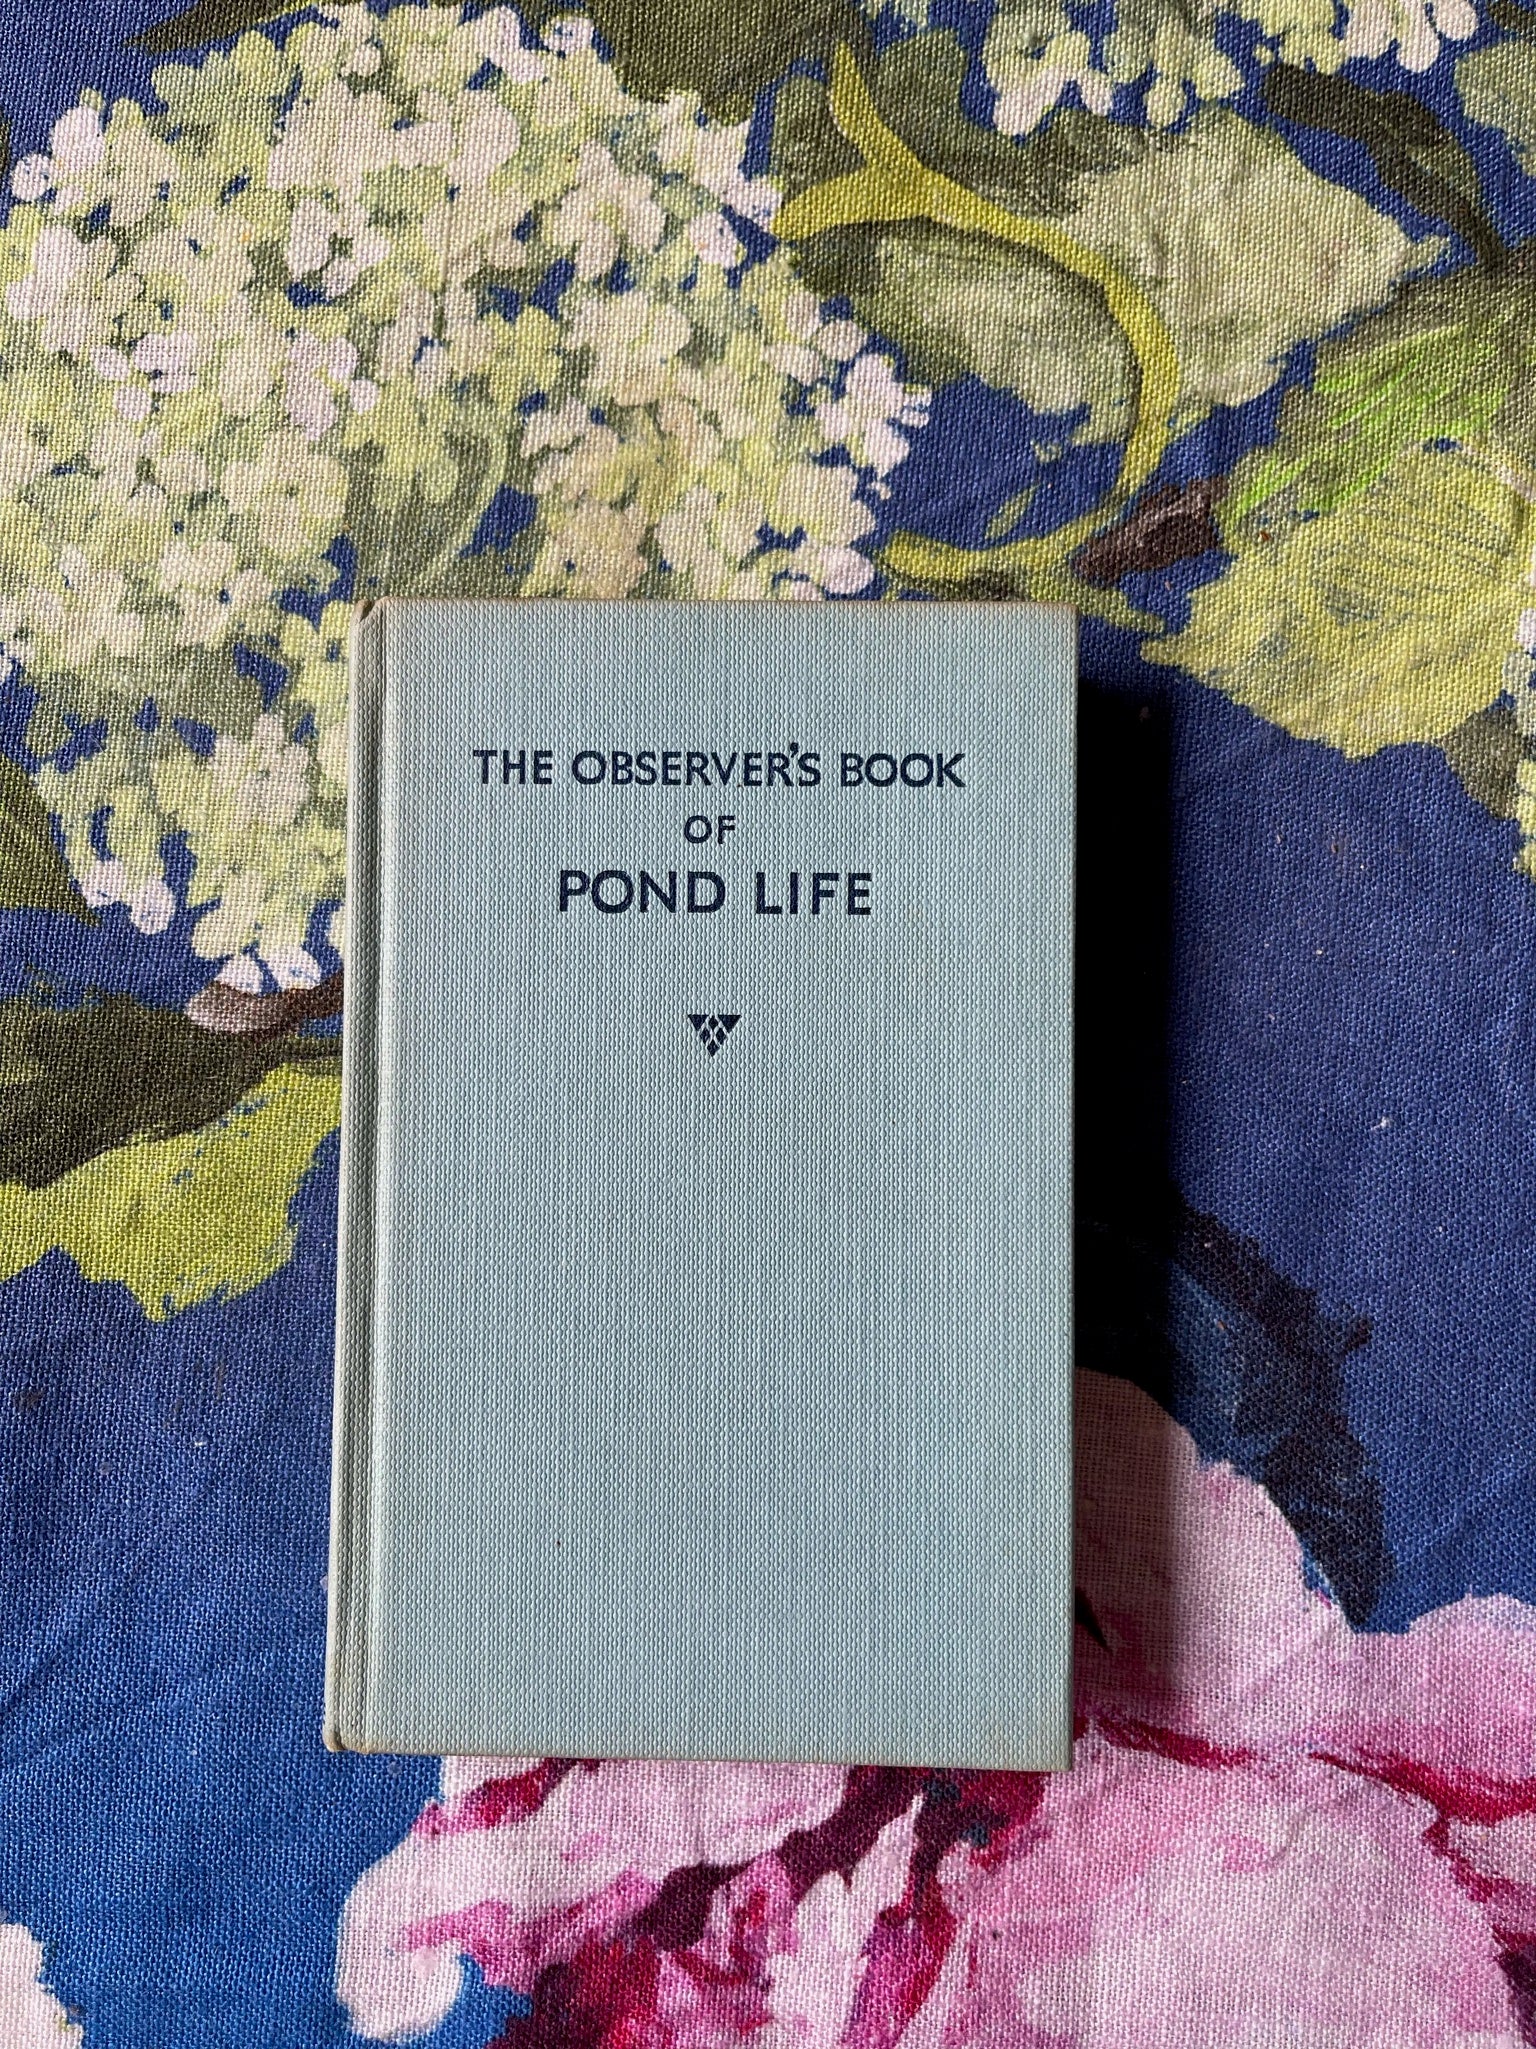 THE OBSERVER'S BOOK
OF
POND LIFE